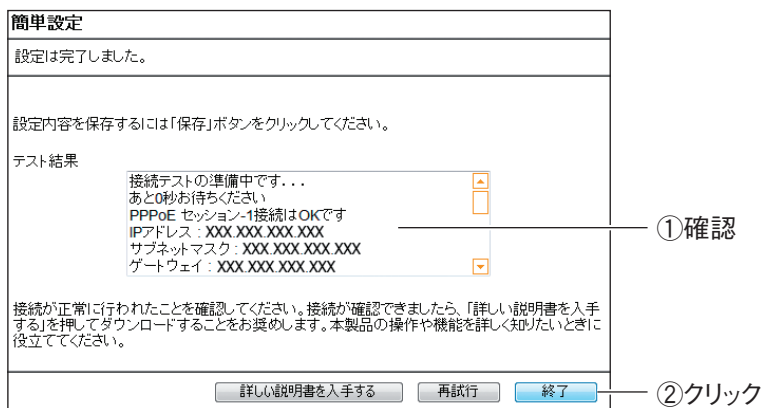 簡単設定
設定は完了しました。
設定内容を保存するには「保存」ボタンをクリックしてください。
テスト結果
接続テストの準備中です...
あと0秒お待ちください
PPPoE セッション-1接続はOKです
IPアドレス : XXX.XXX.XXX.XXX
サブネットマスク : XXX.XXX.XXX.XXX
ゲートウェイ : XXX.XXX.XXX.XXX
①確認
接続が正常に行われたことを確認してください。接続が確認できましたら、「詳しい説明書を入手
する」を押してダウンロードすることをお奨めします。本製品の操作や機能を詳しく知りたいときに
役立ててください。
詳しい説明書を入手する 再試行 終了 ②クリック